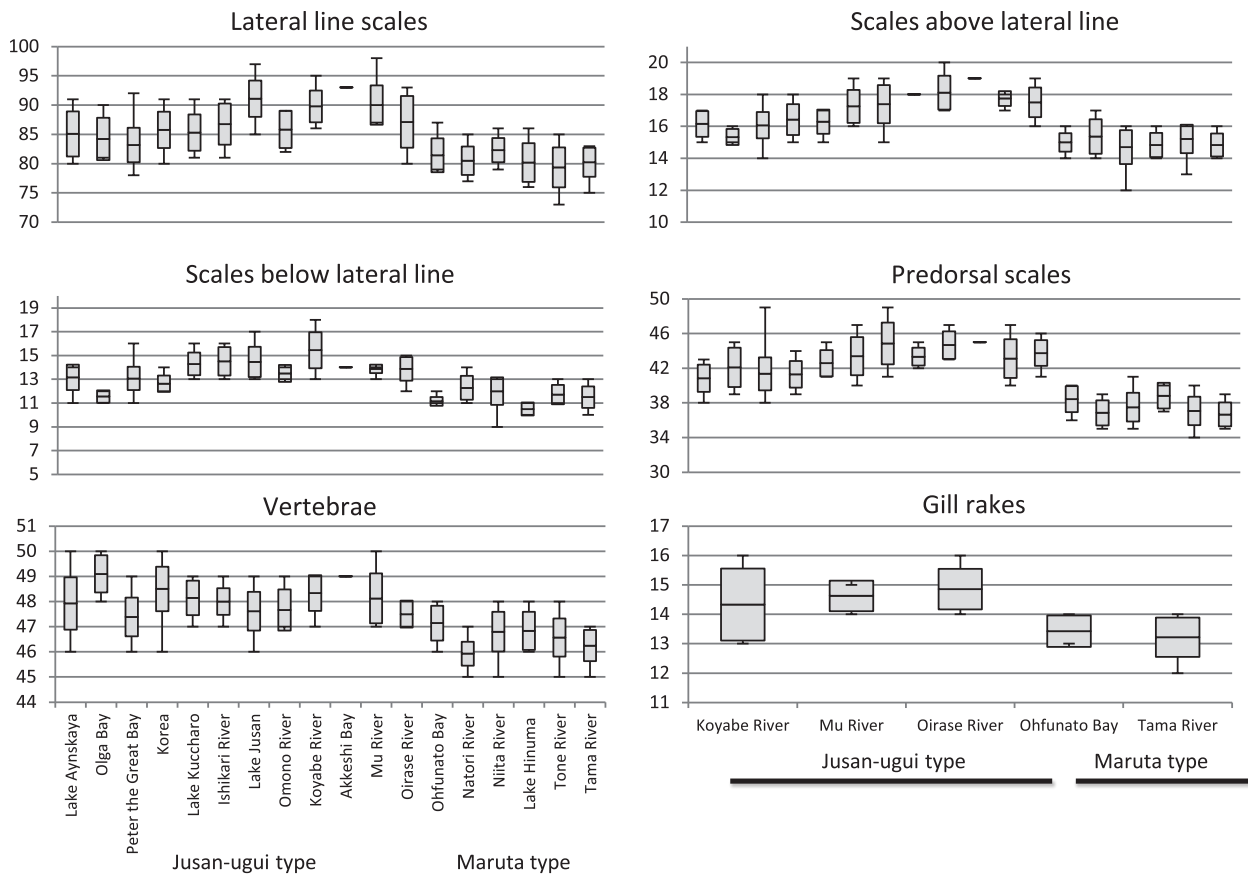 Lateral line scales
100
95
90
85
80
75
70
Scales above lateral line
20
18
16
14
12
10
Scales below lateral line
19
17
15
13
11
9
7
5
Predorsal scales
50
46
42
38
34
30
Vertebrae
51
50
49
48
47
46
45
44
Lake Aynskaya
Olga Bay
Peter the Great Bay
Korea
Lake Kuccharo
Ishikari River
Lake Jusan
Omono River
Koyabe River
Akkeshi Bay
Mu River
Oirase River
Ohfunato Bay
Natori River
Niita River
Lake Hinuma
Tone River
Tama River
Jusan-ugui type
Maruta type
Gill rakes
17
16
15
14
13
12
11
Koyabe River
Mu River
Oirase River
Ohfunato Bay
Tama River
Jusan-ugui type
Maruta type